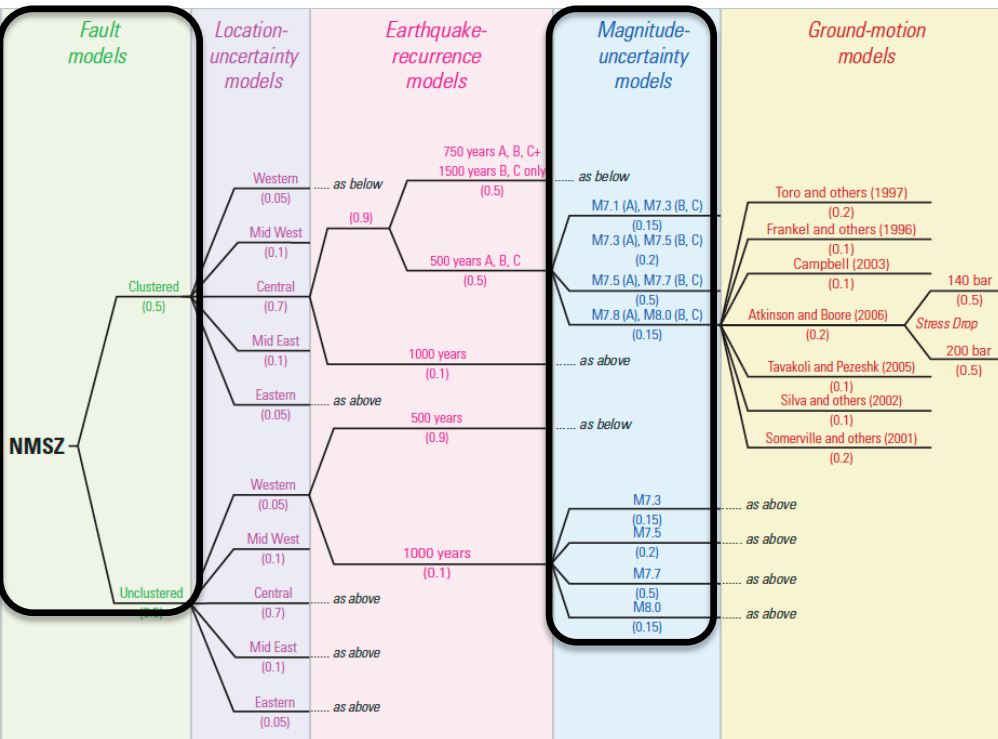 Fault
models
Location-
uncertainty
models
Earthquake-
recurrence
models
Magnitude-
uncertainty
models
Ground-motion
models
NMSZ
Clustered
(0.5)
Unclustered
Western
(0.05)
Mid West
(0.1)
Central
(0.7)
Mid East
(0.1)
Eastern
(0.05)
..... as below
..... as above
Western
(0.05)
Mid West
(0.1)
Central
(0.7)
Mid East
(0.1)
Eastern
(0.05)
..... as above
..... as above
..... as above
(0.9)
750 years A, B, C+
1500 years B, C only
(0.5)
500 years A, B, C
(0.5)
1000 years
(0.1)
500 years
(0.9)
1000 years
(0.1)
..... as below
M7.1 (A), M7.3 (B, C)
(0.15)
M7.3 (A), M7.5 (B, C)
(0.2)
M7.5 (A), M7.7 (B, C)
(0.5)
M7.8 (A), M8.0 (B, C)
(0.15)
..... as above
..... as below
M7.3
(0.15)
M7.5
(0.2)
M7.7
(0.5)
M8.0
(0.15)
..... as above
..... as above
..... as above
..... as above
Toro and others (1997)
(0.2)
Frankel and others (1996)
(0.1)
Campbell (2003)
(0.1)
Atkinson and Boore (2006)
(0.2)
Stress Drop
140 bar
(0.5)
200 bar
(0.5)
Tavakoli and Pezeshk (2005)
(0.1)
Silva and others (2002)
(0.1)
Somerville and others (2001)
(0.2)